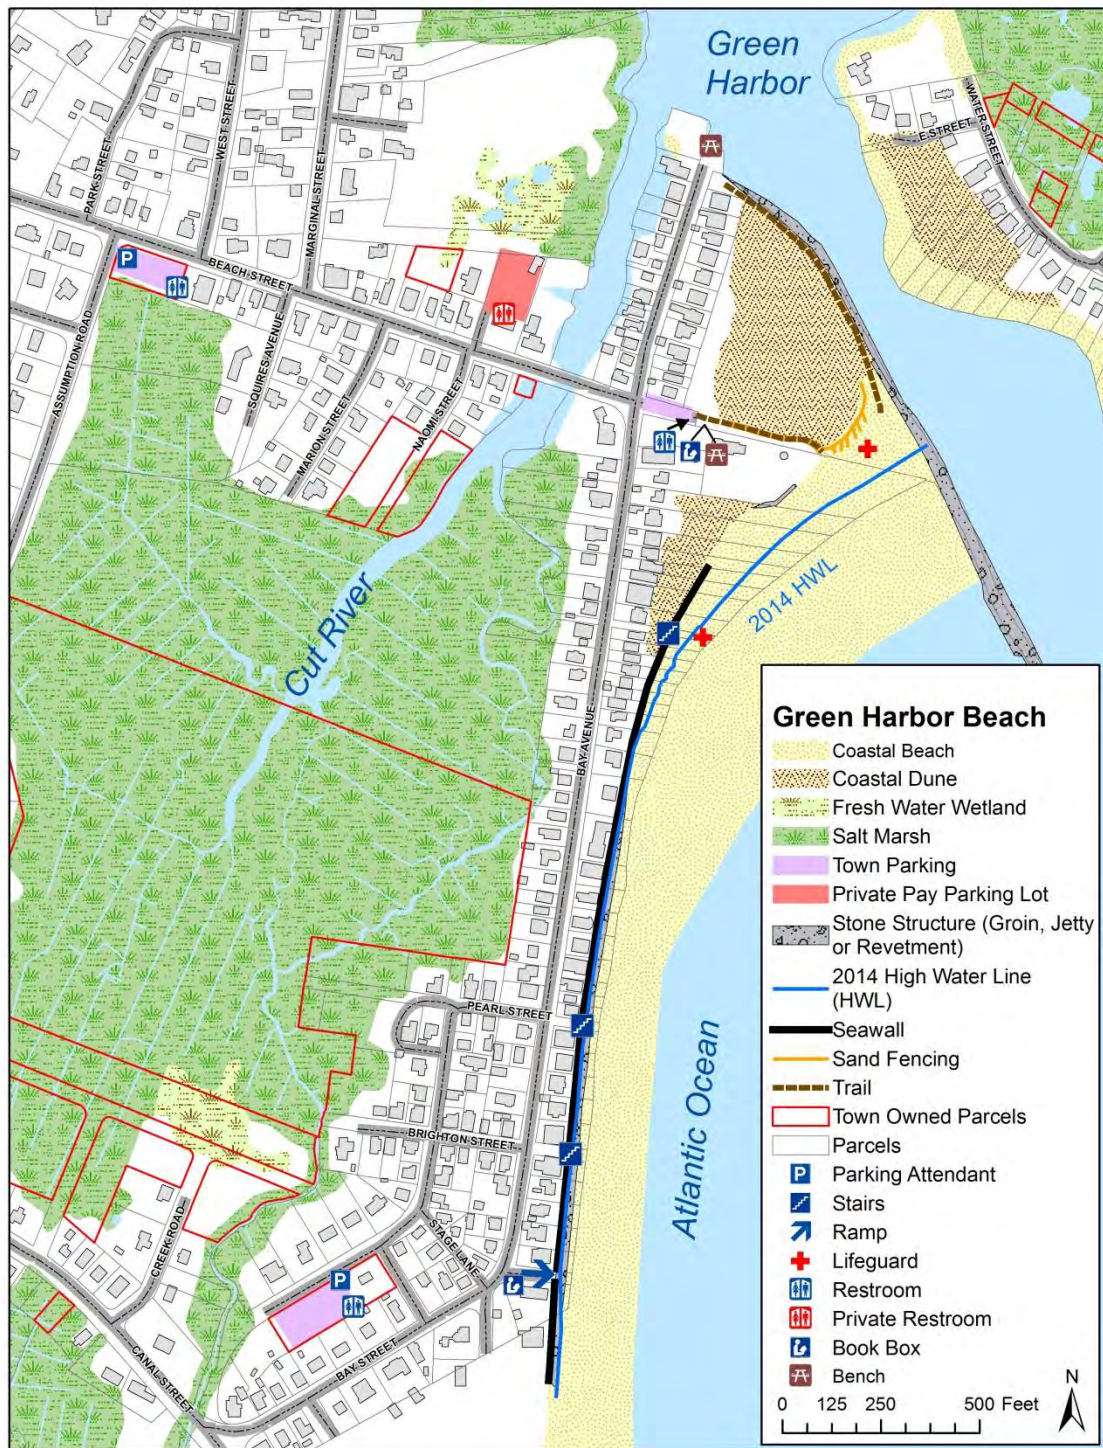 Green
Harbor
WATER STREET
E STREET
WEST STREET
PARK STREET
MARGINAL STREET
P
BEACH STREET
ASSUMPTION ROAD
SQUIRES AVENUE
MARION STREET
NAOMI STREET
Cut River
2014 HWL
BAY AVENUE
PEARL STREET
BRIGHTON STREET
Atlantic Ocean
CREEK ROAD
STAGE LANE
P
BAY STREET
CANAL STREET
Green Harbor Beach
Coastal Beach
Coastal Dune
Fresh Water Wetland
Salt Marsh
Town Parking
Private Pay Parking Lot
Stone Structure (Groin, Jetty
or Revetment)
2014 High Water Line
(HWL)
Seawall
Sand Fencing
Trail
Town Owned Parcels
Parcels
P Parking Attendant
Stairs
Ramp
Lifeguard
Restroom
Private Restroom
Book Box
Bench
N
0 125 250 500 Feet